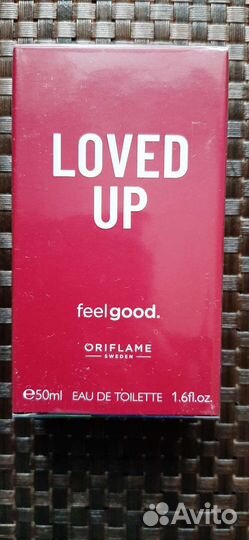 LOVED
UP
feelgood.
ORIFLAME
SWEDEN
℮50ml EAU DE TOILETTE 1.6fl.oz.
Avito